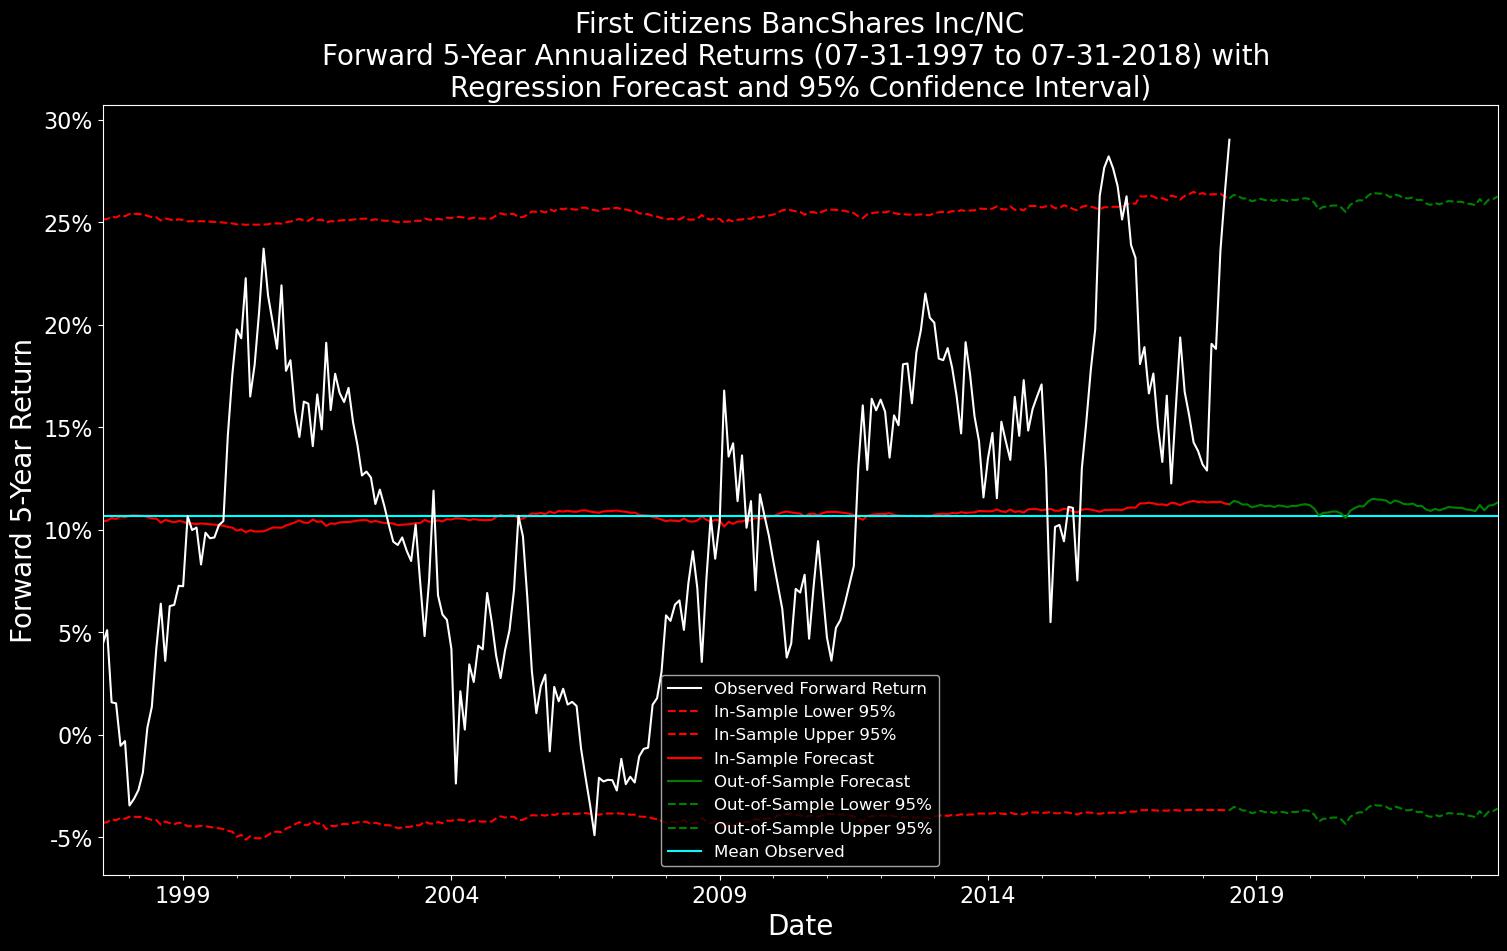 First Citizens BancShares Inc/NC
Forward 5-Year Annualized Returns (07-31-1997 to 07-31-2018) with
Regression Forecast and 95% Confidence Interval)
Forward 5-Year Return
30%
25%
20%
15%
10%
5%
0%
-5%
Observed Forward Return
In-Sample Lower 95%
In-Sample Upper 95%
In-Sample Forecast
Out-of-Sample Forecast
Out-of-Sample Lower 95%
Out-of-Sample Upper 95%
Mean Observed
1999
2004
2009
2014
2019
Date